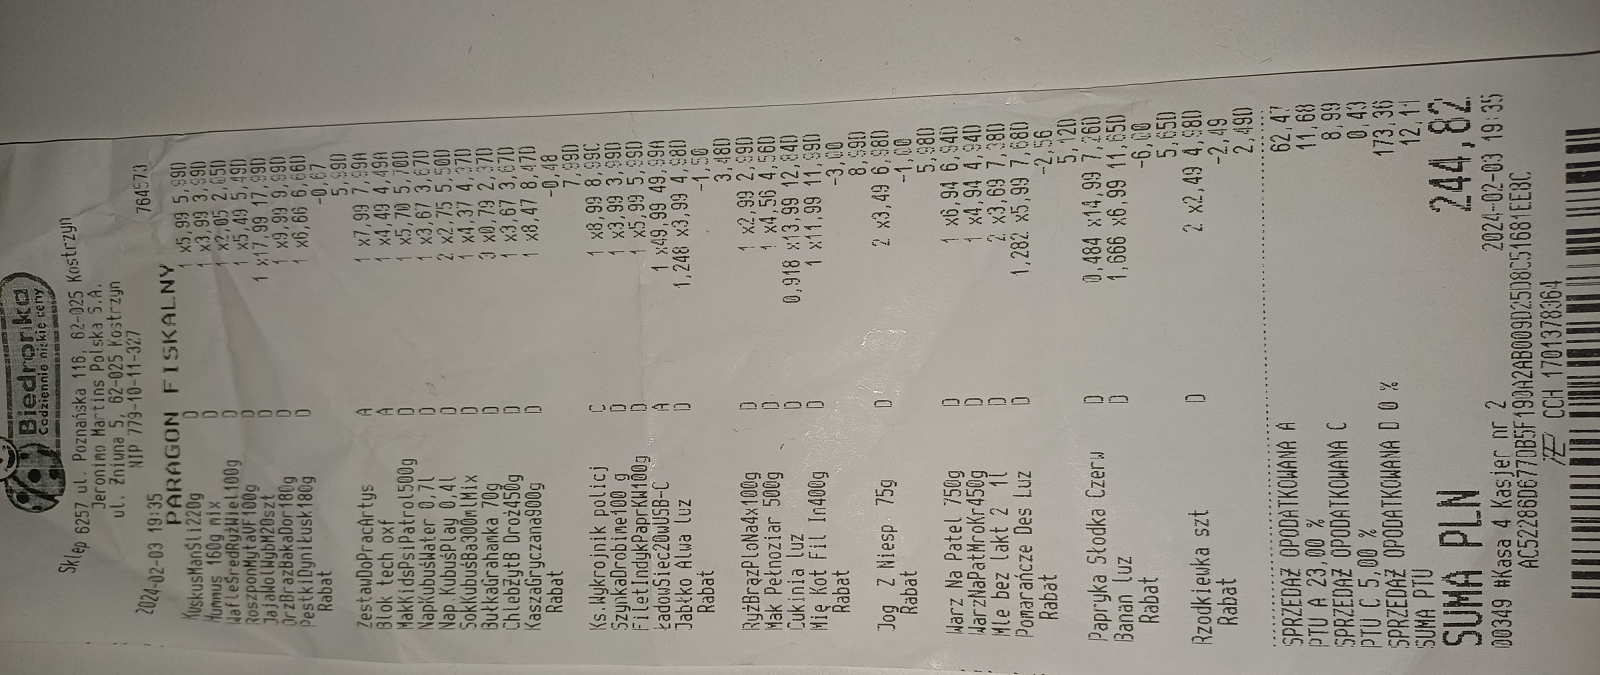 Biedronka
Codziennie niskie ceny
Sklep 6257 ul. Poznańska 116, 62-025 Kostrzyn
Jeronimo Martins Polska S.A.
ul. Żniwna 5, 62-025 Kostrzyn
NIP 779-10-11-327
2024-02-03 19:35 764573
PARAGON FISKALNY
KuskusMańŚli220g D 1 x5,99 5,99D
Hummus 160g mix D 1 x3,99 3,99D
WafleŚredRyżWiel100g D 1 x2,05 2,05D
RoszponMytaVF100g D 1 x5,49 5,49D
JajaWolWybM20szt D 1 x17,99 17,99D
OrzBrazBakaDor180g D 1 x9,99 9,99D
PestkiDyniŁusk180g D 1 x6,66 6,66D
Rabat -0,67
5,99D
ZestawDoPracArtys A 1 x7,99 7,99A
Blok tech oxf A 1 x4,49 4,49A
MakKidsPsiPatrol500g D 1 x5,70 5,70D
NapKubuśWater 0,7l D 1 x3,67 3,67D
Nap.KubuśPlay 0,4l D 2 x2,75 5,50D
SokKubuśBa300mlMix D 1 x4,37 4,37D
BułkaGrahamka 70g D 3 x0,79 2,37D
ChlebŻytB Droż450g D 1 x3,67 3,67D
KaszaGryczana900g D 1 x8,47 8,47D
Rabat -0,48
7,99D
Ks.Wykrojnik policj C 1 x8,99 8,99C
SzynkaDrobime100 g D 1 x3,99 3,99D
FiletIndykPaprKW100g D 1 x5,99 5,99D
ŁadowSiec20wUSB-C A 1 x49,99 49,99A
Jabłko Alwa luz D 1,248 x3,99 4,98D
Rabat -1,50
3,48D
RyżBrązPLoNa4x100g D 1 x2,99 2,99D
Mak Pełnoziar 500g D 1 x4,56 4,56D
Cukinia luz D 0,918 x13,99 12,84D
Mię Kot Fil In400g D 1 x11,99 11,99D
Rabat -3,00
8,99D
Jog. Z Niesp 75g D 2 x3,49 6,98D
Rabat -1,00
5,98D
Warz Na Patel 750g D 1 x6,94 6,94D
WarzNaPatMroKr450g D 1 x4,94 4,94D
Mle bez lakt 2 1l D 2 x3,69 7,38D
Pomarańcze Des Luz D 1,282 x5,99 7,68D
Rabat -2,56
5,12D
Papryka Słodka Czerw D 0,484 x14,99 7,26D
Banan luz D 1,666 x6,99 11,65D
Rabat -6,00
5,65D
Rzodkiewka szt D 2 x2,49 4,98D
Rabat -2,49
2,49D
SPRZEDAŻ OPODATKOWANA A 62,47
PTU A 23,00 % 11,68
SPRZEDAŻ OPODATKOWANA C 8,99
PTU C 5,00 % 0,43
SPRZEDAŻ OPODATKOWANA D 0 % 173,36
SUMA PTU 12,11
SUMA PLN 244,82
00349 #Kasa 4 Kasjer nr 2 2024-02-03 19:35
AC52286D677DB5F190A2AB009D25D8C51681EE8C
CCH 1701378364